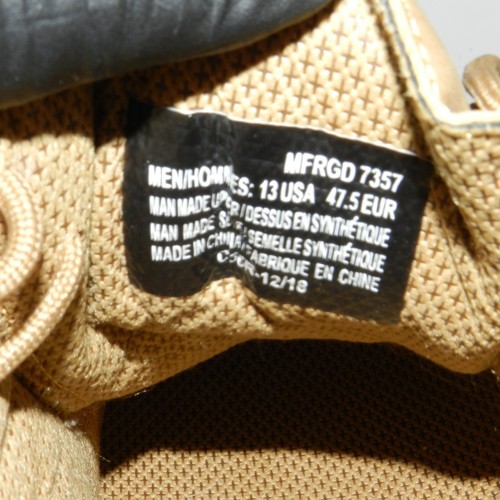 MFRGD 7357
MEN/HOMMES: 13 USA 47.5 EUR
MAN MADE UPPER / DESSUS EN SYNTHÉTIQUE
MAN MADE / SEMELLE SYNTHÉTIQUE
MADE IN CHINA/FABRIQUE EN CHINE
-12/18